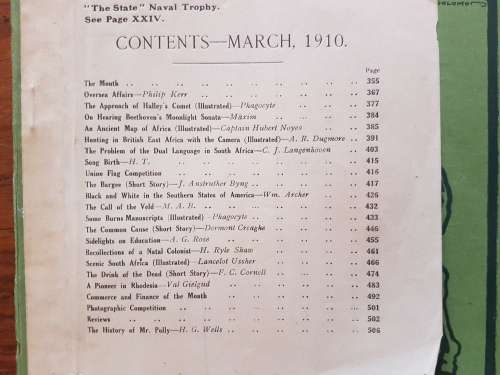 "The State" Naval Trophy.
See Page XXIV.
CONTENTS—MARCH, 1910.
Page
The Month .. .. .. .. .. .. .. 355
Oversea Affairs—Philip Kerr .. .. .. .. .. 367
The Approach of Halley's Comet (Illustrated)—Phagocyte .. .. 377
On Hearing Beethoven's Moonlight Sonata—Maxim .. .. .. 384
An Ancient Map of Africa (Illustrated)—Captain Hubert Noyes .. .. 385
Hunting in British East Africa with the Camera (Illustrated)—A. R. Dugmore .. 391
The Problem of the Dual Language in South Africa—C. J. Langenhoven .. 403
Song Birth—H. T. .. .. .. .. .. .. 415
Union Flag Competition .. .. .. .. .. 416
The Bargee (Short Story)—J. Anstruther Byng .. .. .. .. 417
Black and White in the Southern States of America—Wm. Archer .. .. 426
The Call of the Veld—M. A. B. .. .. .. .. .. 432
Some Burns Manuscripts (Illustrated)—Phagocyte .. .. .. 433
The Common Cause (Short Story)—Dormont Creaghe .. .. .. 446
Sidelights on Education—A. G. Rose .. .. .. .. 455
Recollections of a Natal Colonist—H. Ryle Shaw .. .. .. 461
Scenic South Africa (Illustrated)—Lancelot Ussher .. .. .. 466
The Drink of the Dead (Short Story)—F. C. Cornell .. .. .. 474
A Pioneer in Rhodesia—Val Gielgud .. .. .. .. 483
Commerce and Finance of the Month .. .. .. .. 492
Photographic Competition .. .. .. .. .. 501
Reviews .. .. .. .. .. .. .. 502
The History of Mr. Polly—H. G. Wells .. .. .. .. 506